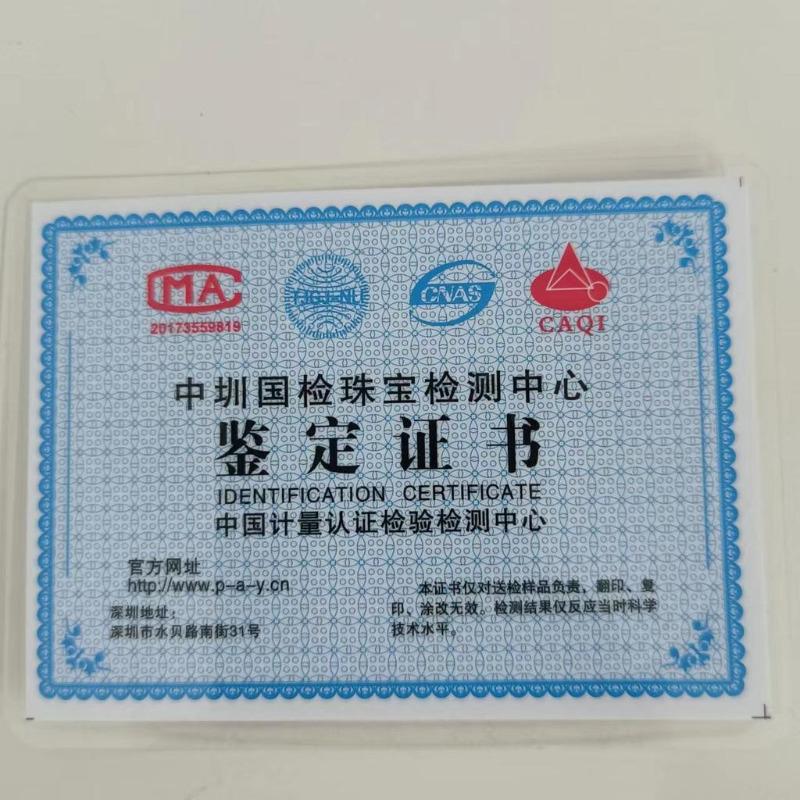 CMA
20173559819
CNAS
CAQI
中圳国检珠宝检测中心
鉴定证书
IDENTIFICATION CERTIFICATE
中国计量认证检验检测中心
官方网址
http://www.p-a-y.cn
深圳地址：
深圳市水贝路南街31号
本证书仅对送检样品负责，翻印、复
印、涂改无效。检测结果仅反应当时科学
技术水平。